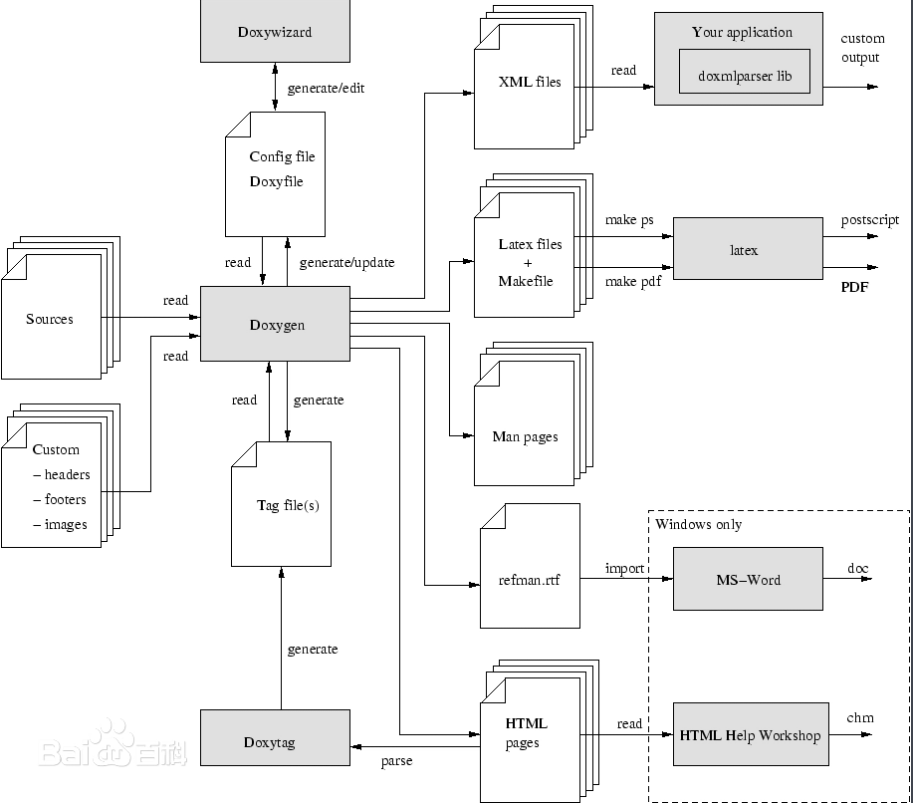 Doxywizard
generate/edit
Config file
Doxyfile
read
generate/update
Sources
read
Doxygen
read
Custom
– headers
– footers
– images
read
generate
Tag file(s)
generate
Doxytag
parse
XML files
read
Your application
doxmlparser lib
custom
output
Latex files
+
Makefile
make ps
make pdf
latex
postscript
PDF
Man pages
Windows only
refman.rtf
import
MS–Word
doc
HTML
pages
read
HTML Help Workshop
chm
Bai百科